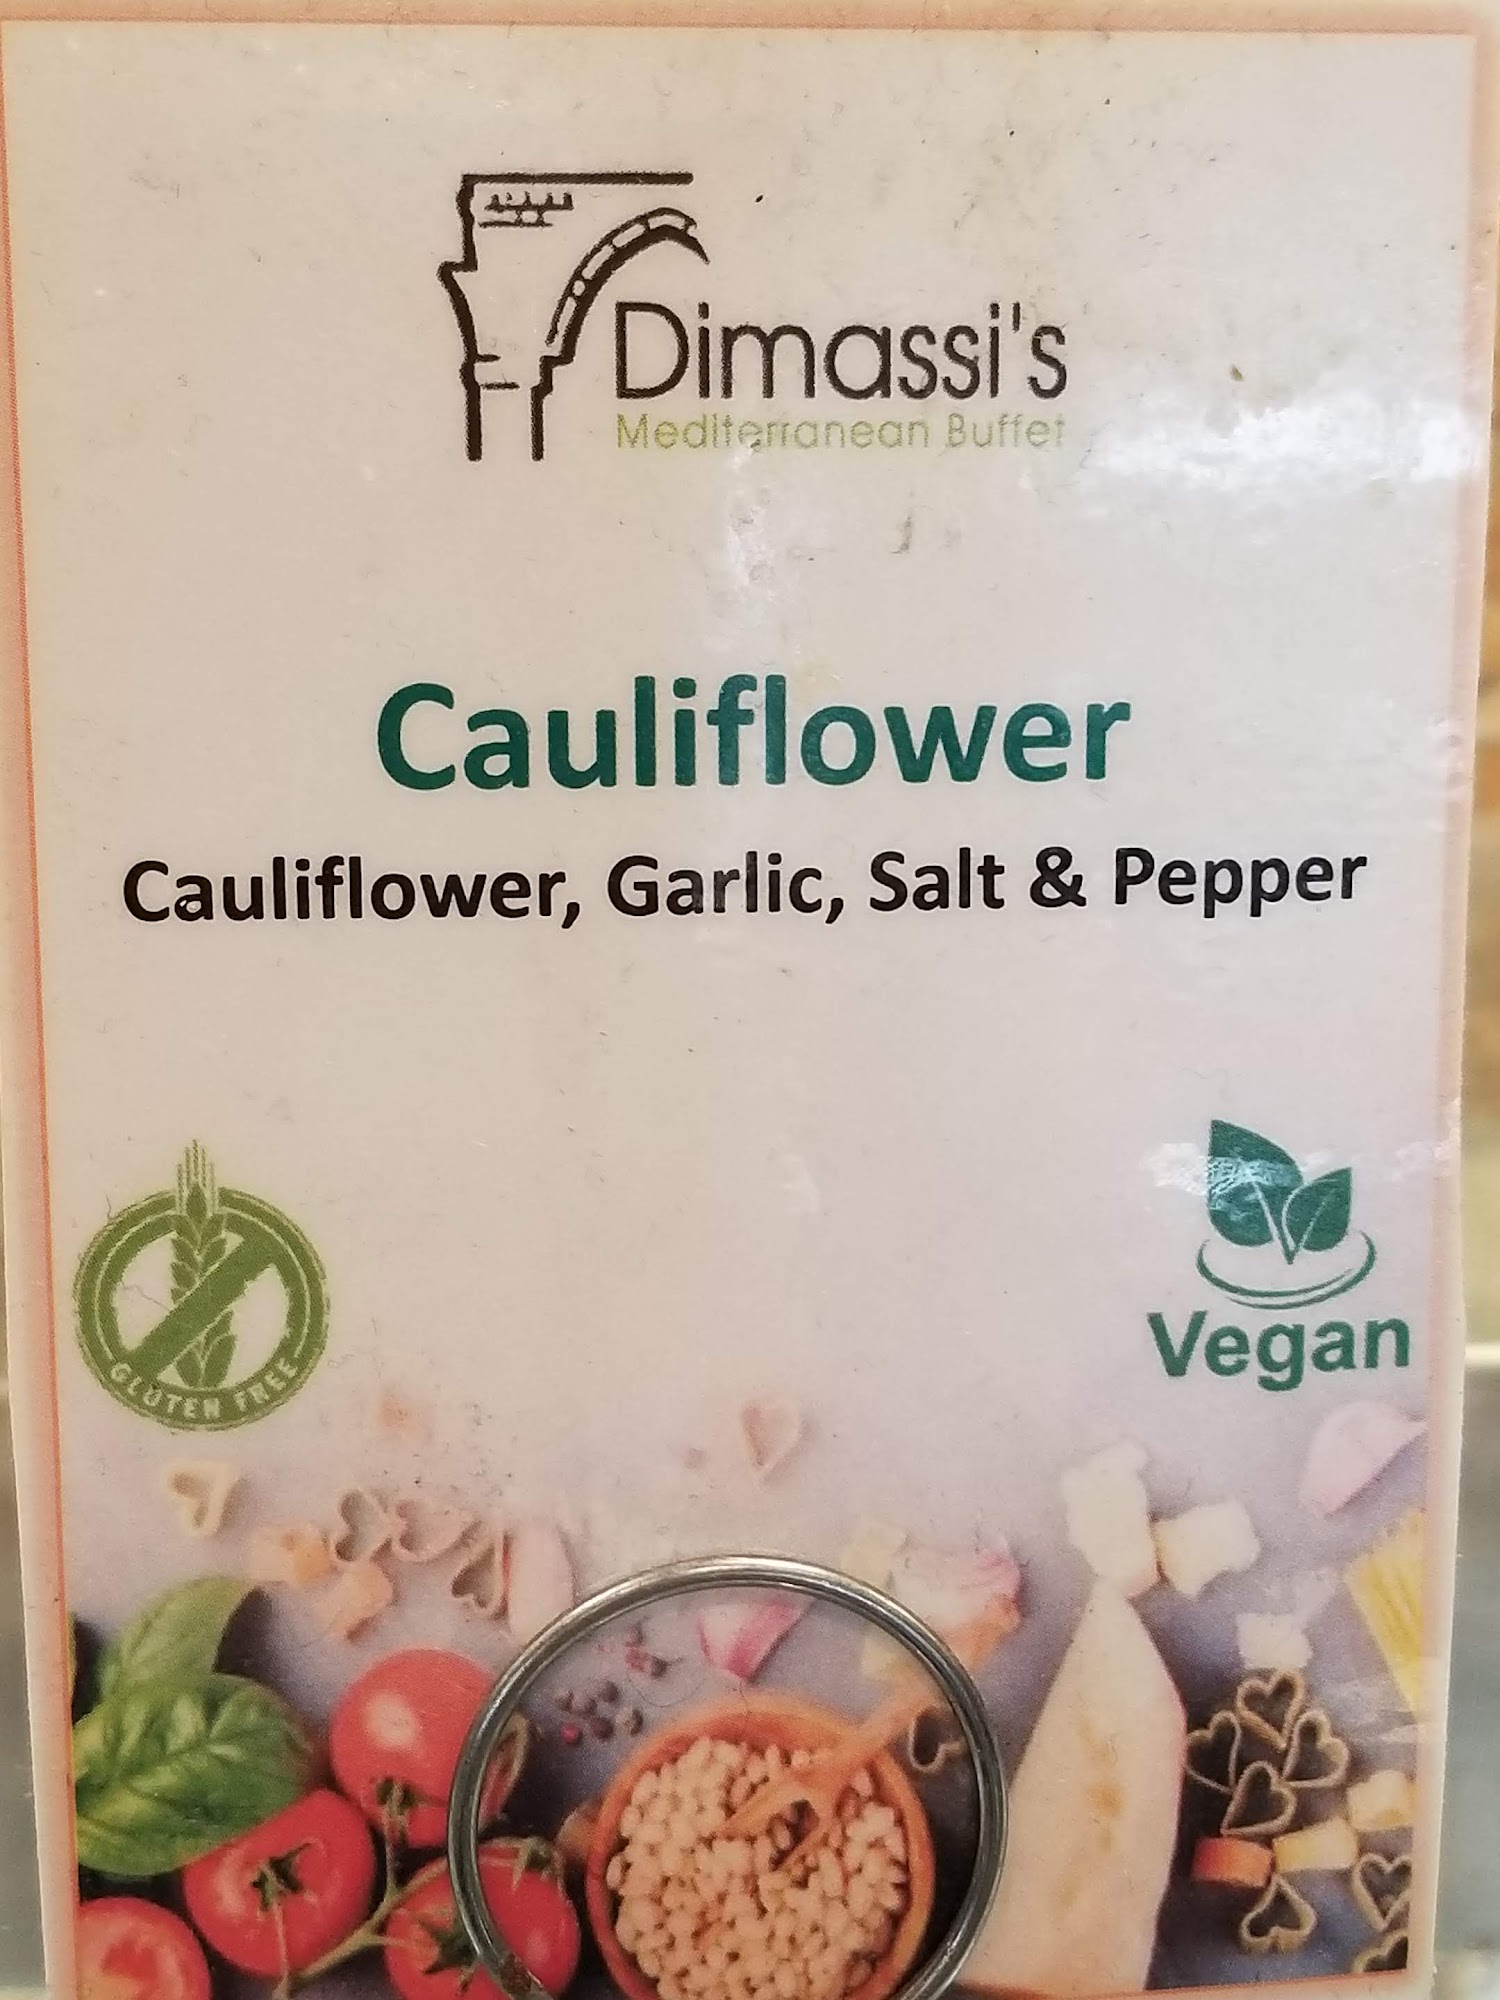 Dimassi's
Mediterranean Buffet
Cauliflower
Cauliflower, Garlic, Salt & Pepper
GLUTEN FREE
Vegan